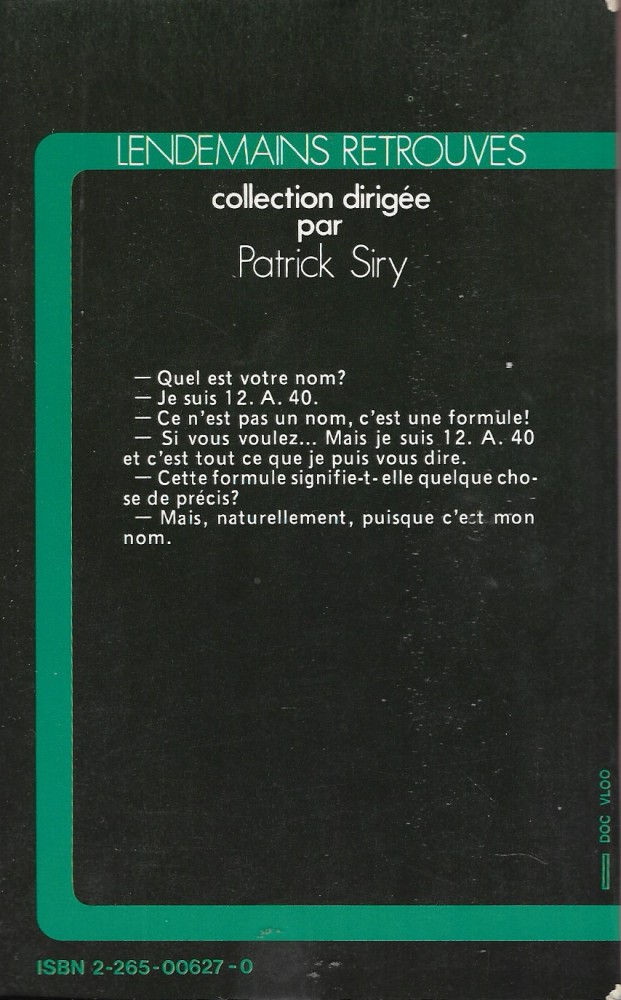 LENDEMAINS RETROUVES
collection dirigée
par
Patrick Siry
— Quel est votre nom?
— Je suis 12. A. 40.
— Ce n'est pas un nom, c'est une formule!
— Si vous voulez... Mais je suis 12. A. 40
et c'est tout ce que je puis vous dire.
— Cette formule signifie-t-elle quelque cho-
se de précis?
— Mais, naturellement, puisque c'est mon
nom.
DOC VLOO
ISBN 2-265-00627-0